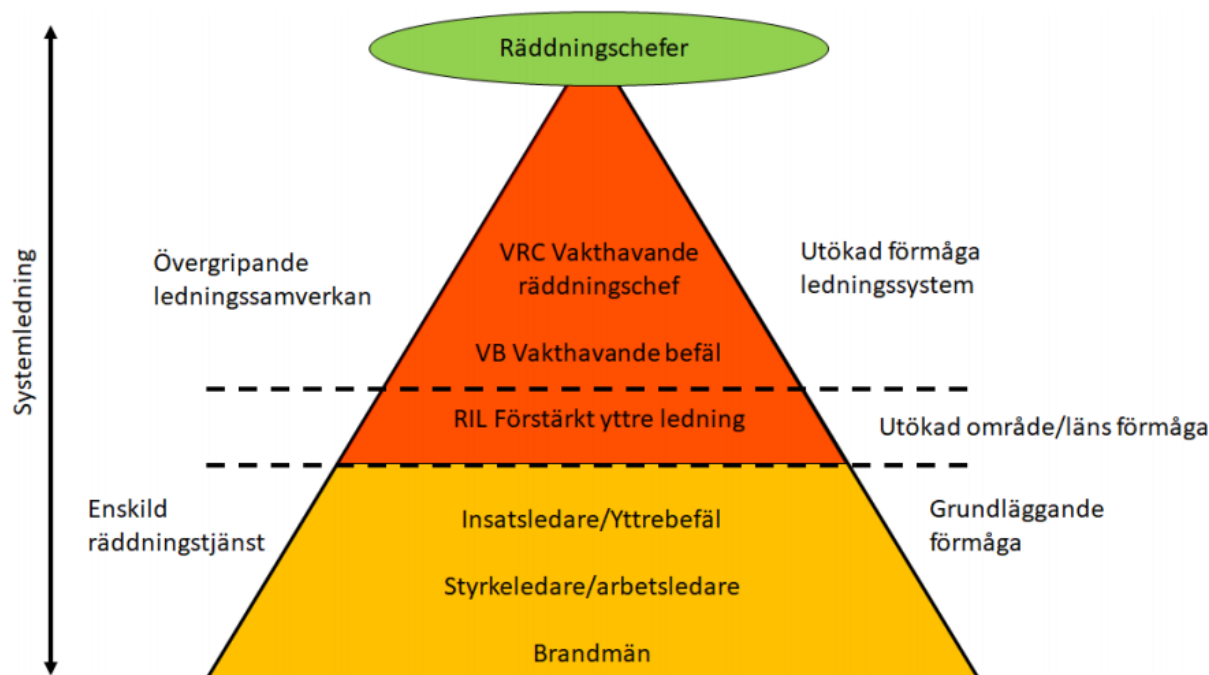 Räddningschefer
Systemledning
Övergripande
ledningssamverkan
VRC Vakthavande
räddningschef
Utökad förmåga
ledningssystem
VB Vakthavande befäl
RIL Förstärkt yttre ledning
Utökad område/läns förmåga
Enskild
räddningstjänst
Insatsledare/Yttrebefäl
Grundläggande
förmåga
Styrkeledare/arbetsledare
Brandmän